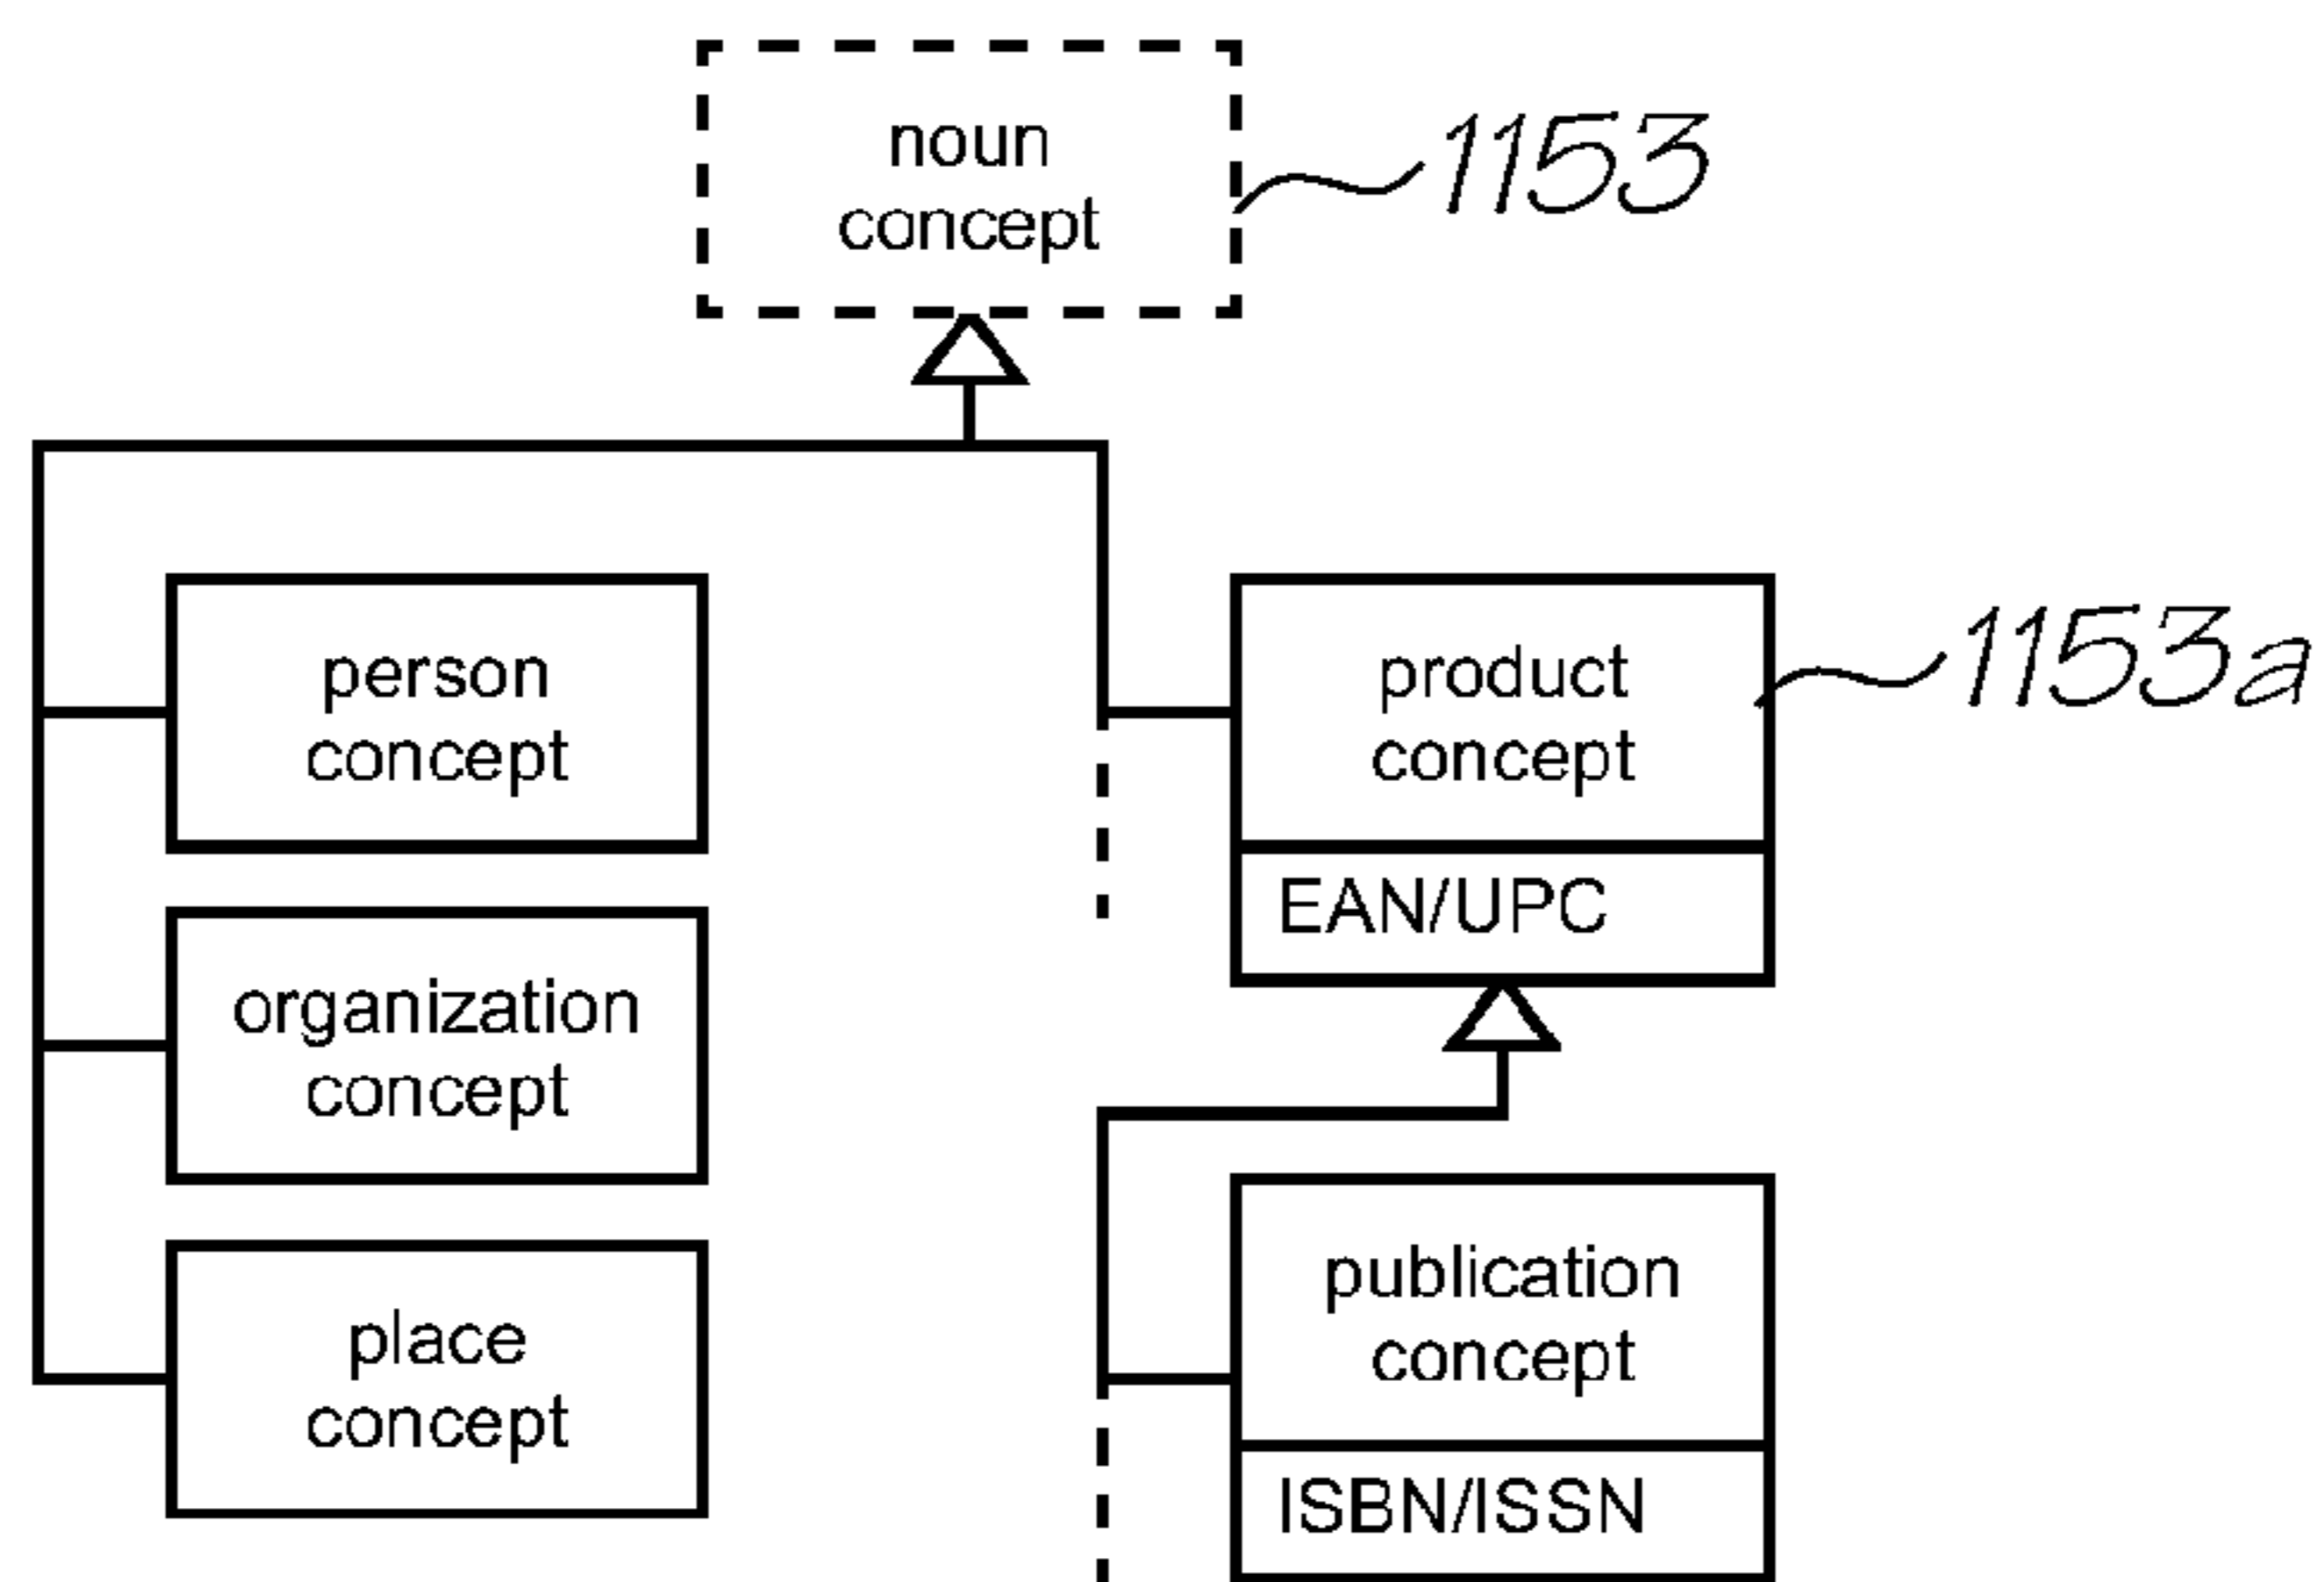 noun
concept
1153
person
concept
product
concept
1153a
EAN/UPC
organization
concept
publication
concept
place
concept
ISBN/ISSN